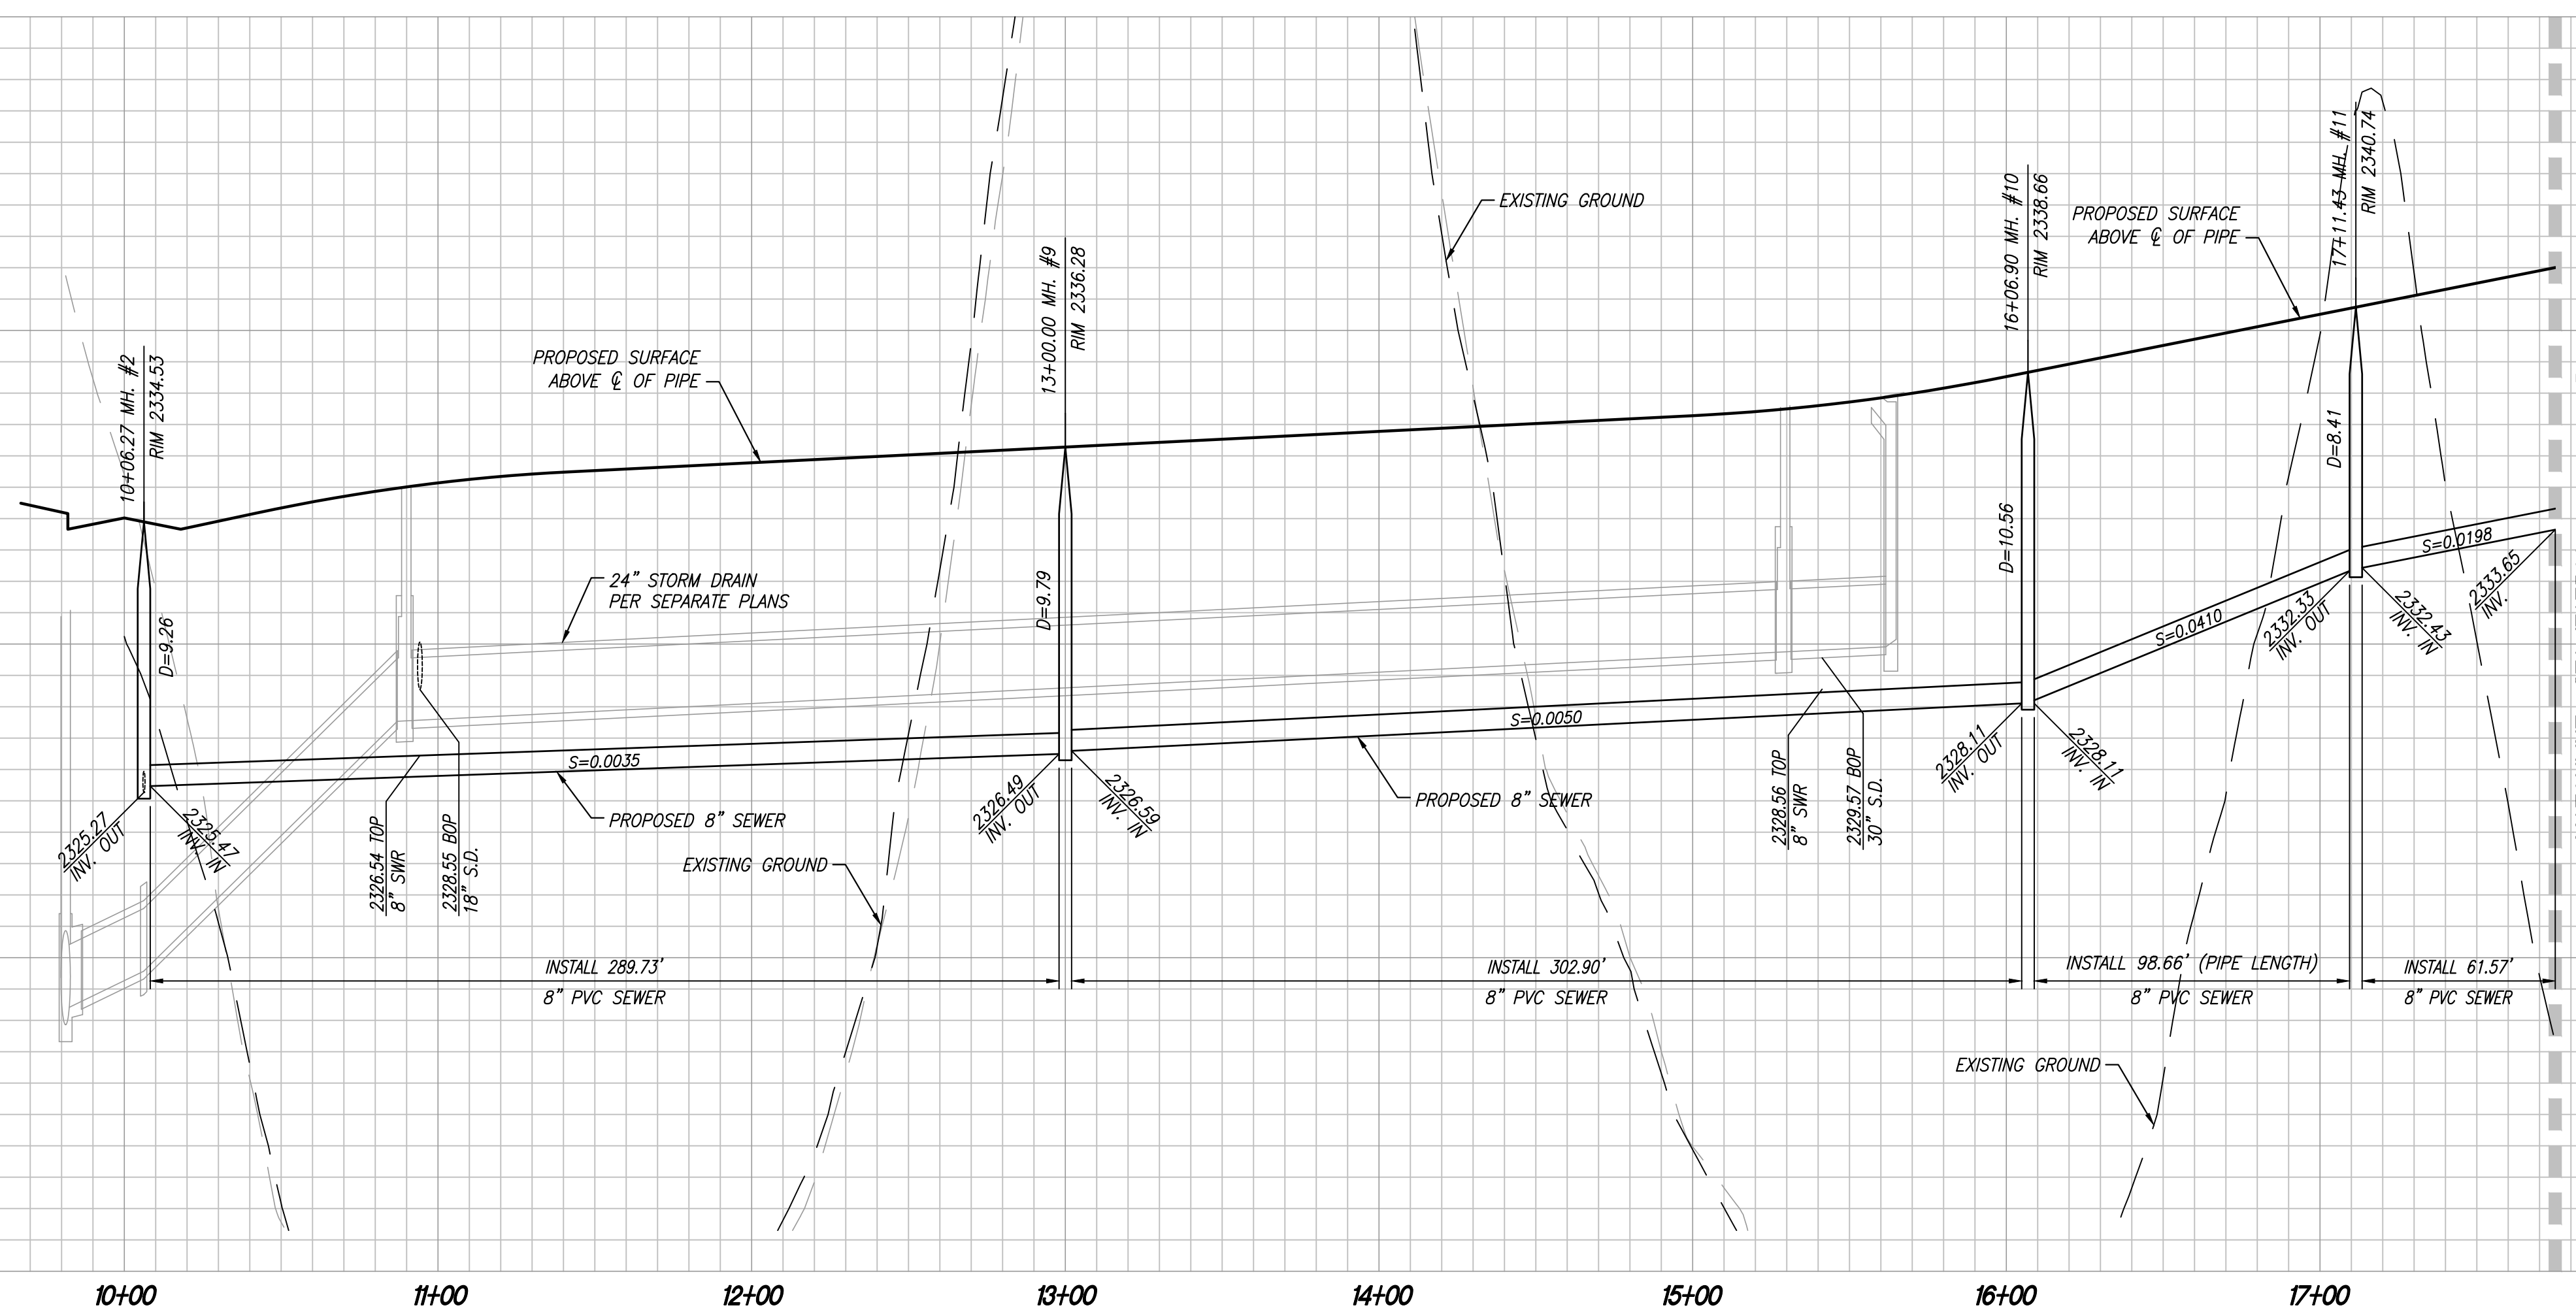 10+06.27 MH. #2
RIM 2334.53
D=9.26
2325.27
INV. OUT
2325.47
INV. IN
PROPOSED SURFACE
ABOVE ℄ OF PIPE
24" STORM DRAIN
PER SEPARATE PLANS
S=0.0035
PROPOSED 8" SEWER
2326.54 TOP
8" SWR
2328.55 BOP
18" S.D.
EXISTING GROUND
INSTALL 289.73'
8" PVC SEWER
13+00.00 MH. #9
RIM 2336.28
D=9.79
2326.49
INV. OUT
2326.59
INV. IN
EXISTING GROUND
S=0.0050
PROPOSED 8" SEWER
2328.56 TOP
8" SWR
2329.57 BOP
30" S.D.
INSTALL 302.90'
8" PVC SEWER
16+06.90 MH. #10
RIM 2338.66
D=10.56
2328.11
INV. OUT
2328.11
INV. IN
PROPOSED SURFACE
ABOVE ℄ OF PIPE
S=0.0410
INSTALL 98.66' (PIPE LENGTH)
8" PVC SEWER
EXISTING GROUND
17+11.43 MH. #11
RIM 2340.74
D=8.41
2332.33
INV. OUT
2332.43
INV. IN
S=0.0198
2333.65
INV.
INSTALL 61.57'
8" PVC SEWER
10+00
11+00
12+00
13+00
14+00
15+00
16+00
17+00